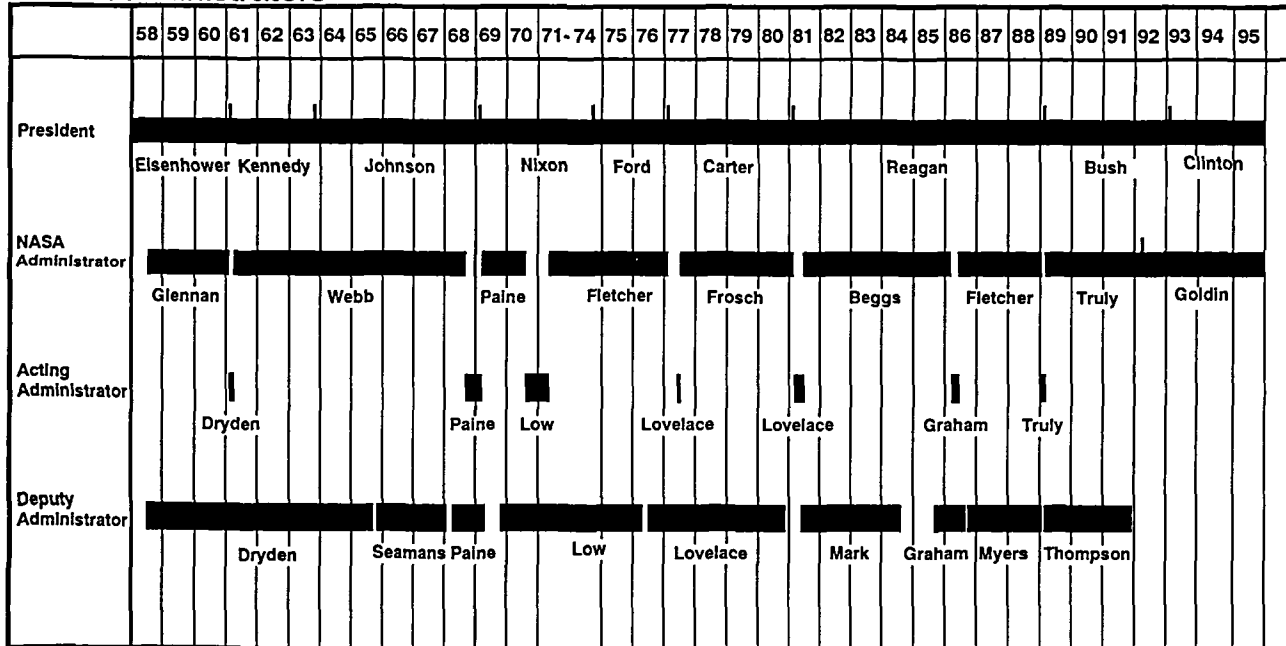 58 59 60 61 62 63 64 65 66 67 68 69 70 71-74 75 76 77 78 79 80 81 82 83 84 85 86 87 88 89 90 91 92 93 94 95
President
Eisenhower Kennedy Johnson Nixon Ford Carter Reagan Bush Clinton
NASA
Administrator
Glennan Webb Paine Fletcher Frosch Beggs Fletcher Truly Goldin
Acting
Administrator
Dryden Paine Low Lovelace Lovelace Graham Truly
Deputy
Administrator
Dryden Seamans Paine Low Lovelace Mark Graham Myers Thompson